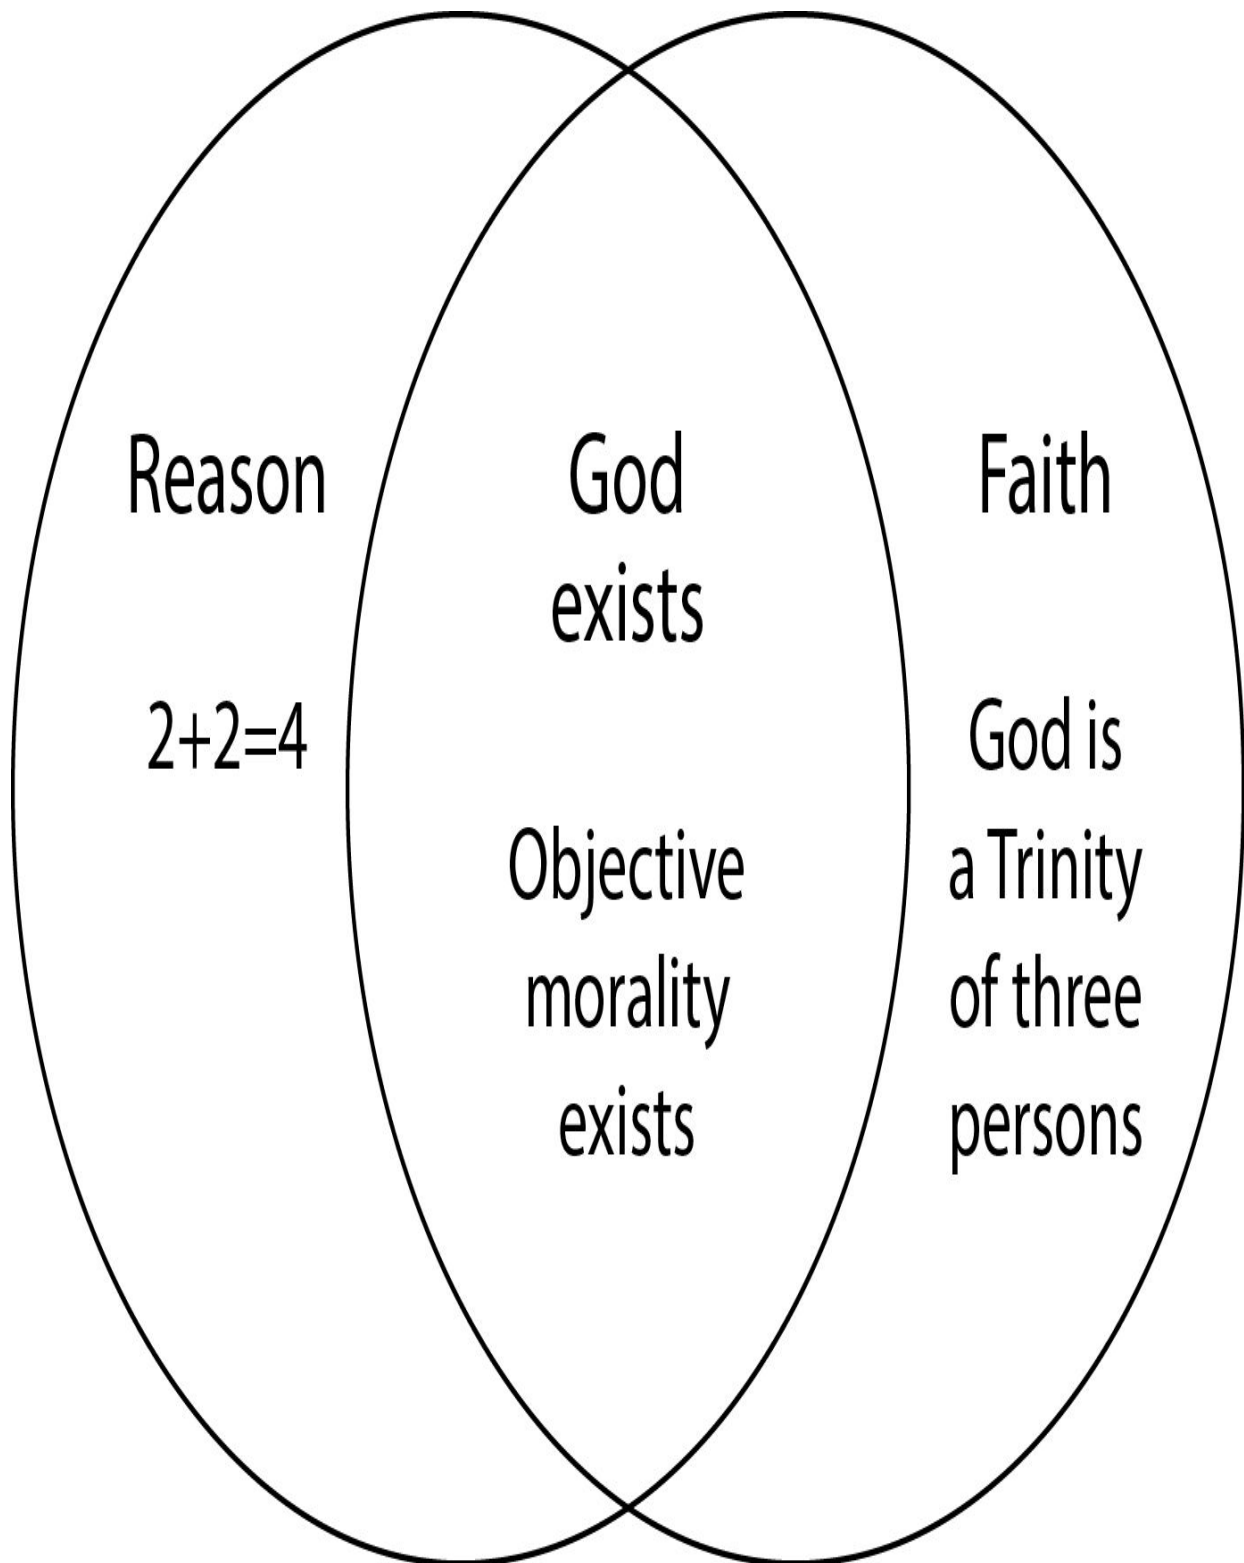 Reason
2+2=4
God
exists
Objective
morality
exists
Faith
God is
a Trinity
of three
persons